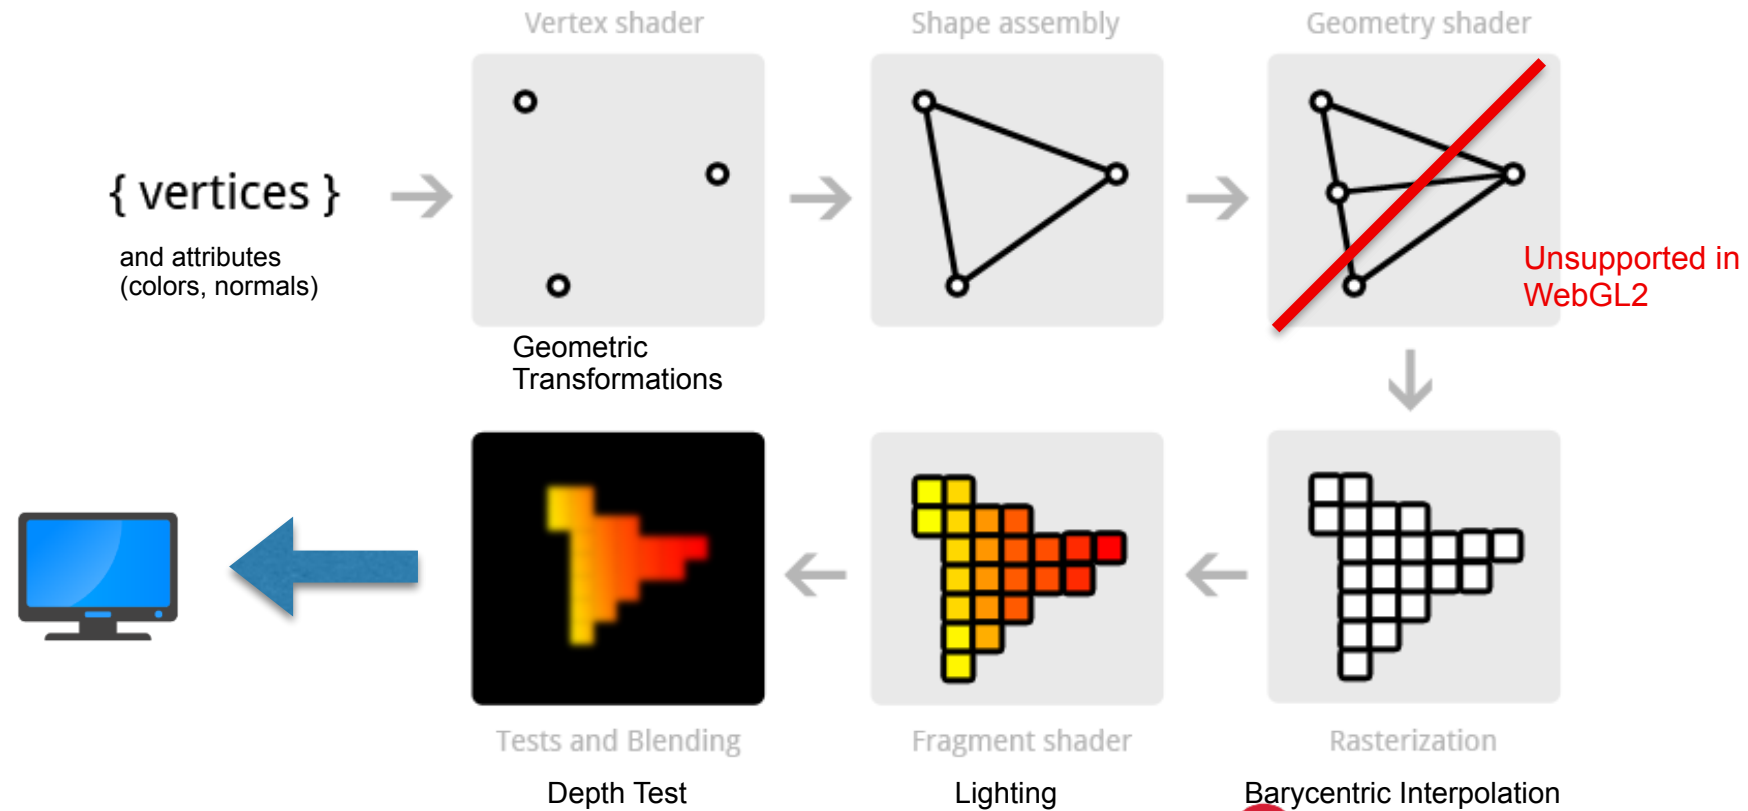 Vertex shader
Shape assembly
Geometry shader
{ vertices }
and attributes
(colors, normals)
Unsupported in
WebGL2
Geometric
Transformations
Tests and Blending
Fragment shader
Rasterization
Depth Test
Lighting
Barycentric Interpolation